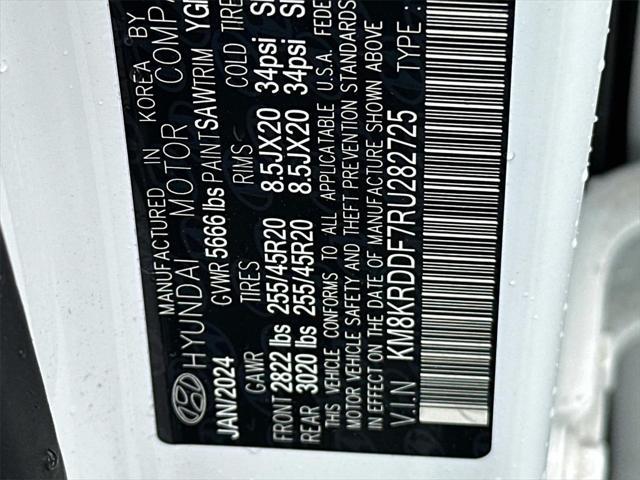 MANUFACTURED IN KOREA BY
HYUNDAI MOTOR COMPA
JAN/2024 GVWR 5666 lbs PAINT SAW TRIM YG
GAWR TIRES RIMS COLD TIRE
FRONT 2822 lbs 255/45R20 8.5JX20 34psi
REAR 3020 lbs 255/45R20 8.5JX20 34psi
THIS VEHICLE CONFORMS TO ALL APPLICATABLE U.S.A. FEDE
MOTOR VEHICLE SAFETY AND THEFT PREVENTION STANDARDS
IN EFFECT ON THE DATE OF MANUFACTURE SHOWN ABOVE
V.I.N KM8KRDDF7RU282725 TYPE :